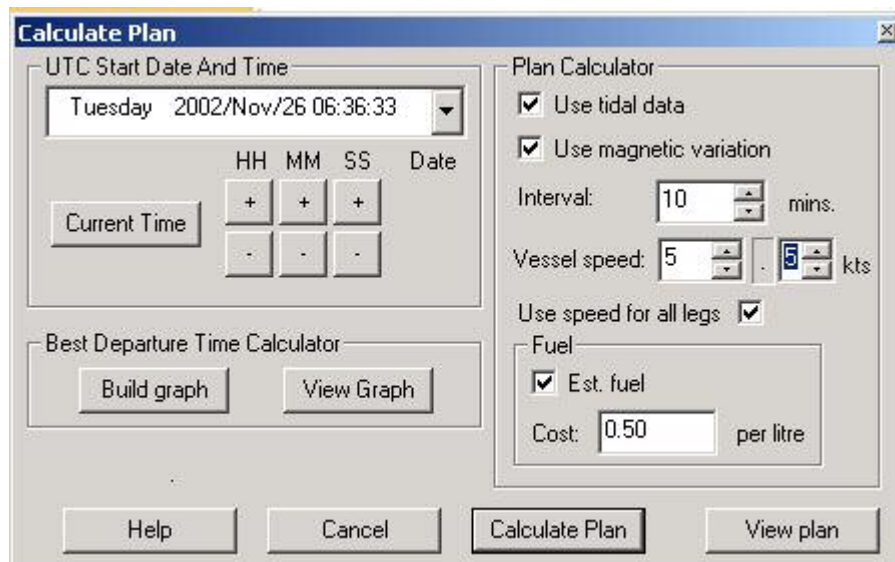 Calculate Plan
UTC Start Date And Time
Tuesday 2002/Nov/26 06:36:33
HH MM SS Date
Current Time
+ + +
- - -
Best Departure Time Calculator
Build graph View Graph
Plan Calculator
Use tidal data
Use magnetic variation
Interval: 10 mins.
Vessel speed: 5 . 5 kts
Use speed for all legs
Fuel
Est. fuel
Cost: 0.50 per litre
Help Cancel Calculate Plan View plan